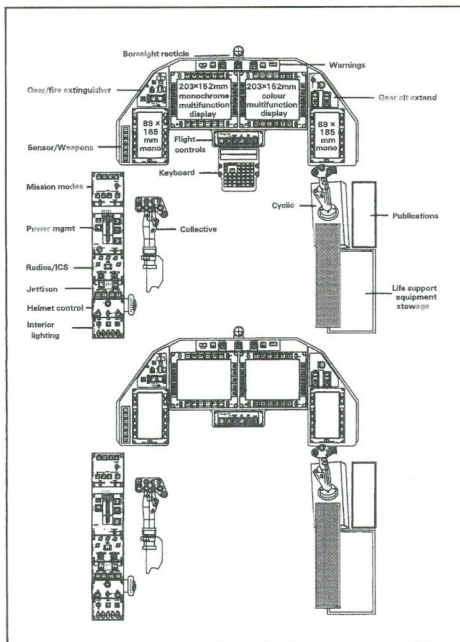 Boresight recticle
Warnings
Gear/fire extinguisher
203×152mm
monochrome
multifunction
display
203×152mm
colour
multifunction
display
Gear alt extend
89 ×
185
mm
mono
89 ×
185
mm
mono
Sensor/Weapons
Flight
controls
Mission modes
Keyboard
Cyclic
Publications
Power mgmt
Collective
Radios/ICS
Jettison
Helmet control
Interior
lighting
Life support
equipment
stowage